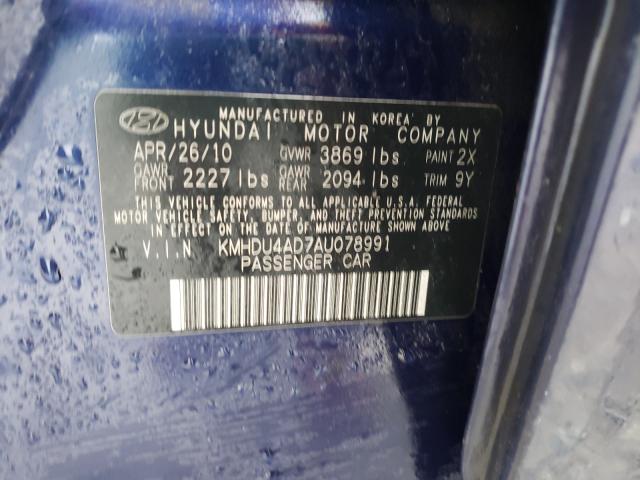 MANUFACTURED IN KOREA BY
HYUNDAI MOTOR COMPANY
APR/26/10 GVWR 3869 lbs PAINT 2X
GAWR FRONT 2227 lbs GAWR REAR 2094 lbs TRIM 9Y
THIS VEHICLE CONFORMS TO ALL APPLICABLE U.S.A. FEDERAL
MOTOR VEHICLE SAFETY, BUMPER, AND THEFT PREVENTION STANDARDS
IN EFFECT ON THE DATE OF MANUFACTURE SHOWN ABOVE.
V.I.N KMHDU4AD7AU078991
PASSENGER CAR